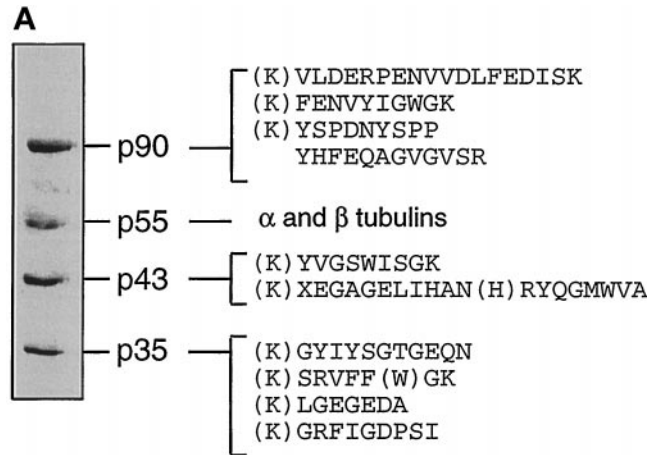 A
p90
(K)VLDERPENVVDLFEDISK
(K)FENVYIGWGK
(K)YSPDNYSPP
YHFEQAGVGVSR
p55
α and β tubulins
p43
(K)YVGSWISGK
(K)XEGAGELIHAN(H)RYQGMWVA
p35
(K)GYIYSGTGEQN
(K)SRVFF(W)GK
(K)LGEGEDA
(K)GRFIGDPSI